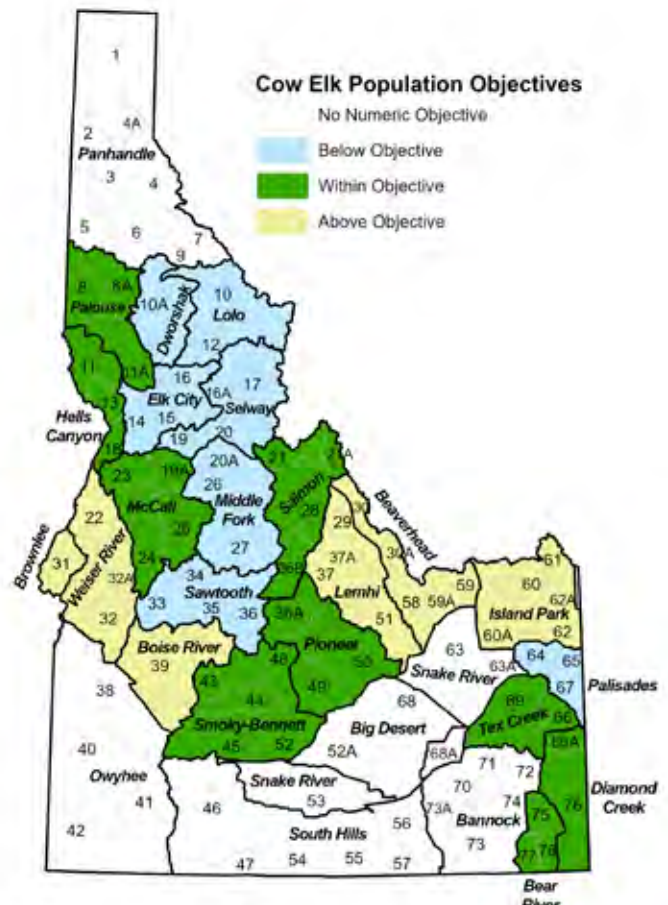 Cow Elk Population Objectives
No Numeric Objective
Below Objective
Within Objective
Above Objective
1
2 4A
Panhandle
3 4
5 6 7
9
8 8A
Palouse
10A Dworshak
10
Lolo
12
11 11A
13
Hells
Canyon
18
16
Elk City
14 15
16A 17
Selway
19 20
23 19A
McCall
25
24
20A
26
Middle
Fork
27
21 21A
Salmon
28
36B
Beaverhead
30
30A
58 59A 59
29
37A
37
Lemhi
51
61
60
62A
Island Park
60A 62
22
Brownlee
31
Weiser River
32A
32
34
Sawtooth
33 35 36
36A
Pioneer
50
49
48
Boise River
39
43
44
Smoky-Bennett
45 52
63
Snake River
63A
64 65
67
Palisades
69
Tex Creek
66
66A
Diamond
Creek
76
68
Big Desert
52A
68A
38
40
Owyhee
41
42
Snake River
53
46
South Hills
56
47 54 55 57
71
72
70
73A 74
Bannock
73
75
77 78
Bear
River